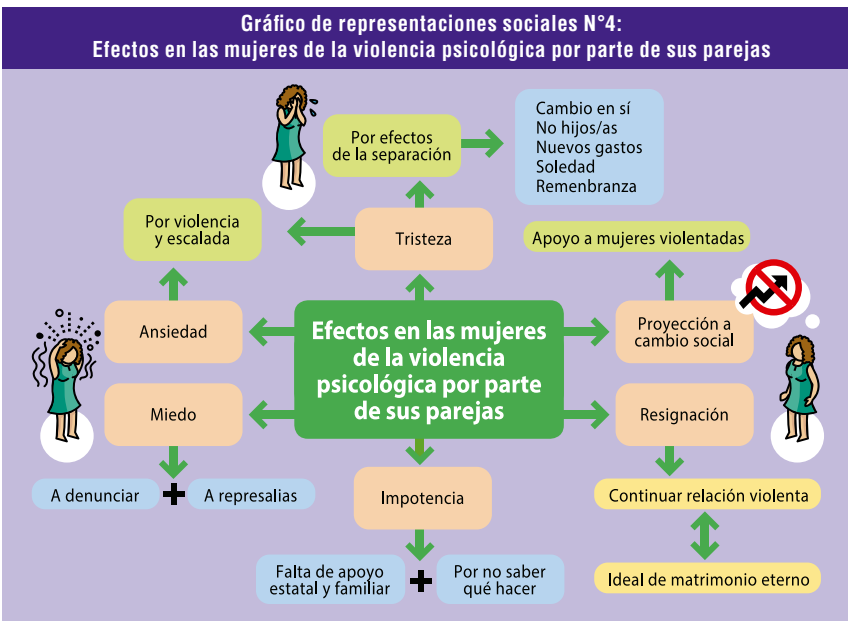 Gráfico de representaciones sociales N°4:
Efectos en las mujeres de la violencia psicológica por parte de sus parejas
Por efectos
de la separación
Cambio en sí
No hijos/as
Nuevos gastos
Soledad
Remenbranza
Por violencia
y escalada
Tristeza
Apoyo a mujeres violentadas
Ansiedad
Efectos en las mujeres
de la violencia
psicológica por parte
de sus parejas
Proyección a
cambio social
Miedo
Resignación
A denunciar
+
A represalias
Impotencia
Continuar relación violenta
Falta de apoyo
estatal y familiar
+
Por no saber
qué hacer
Ideal de matrimonio eterno